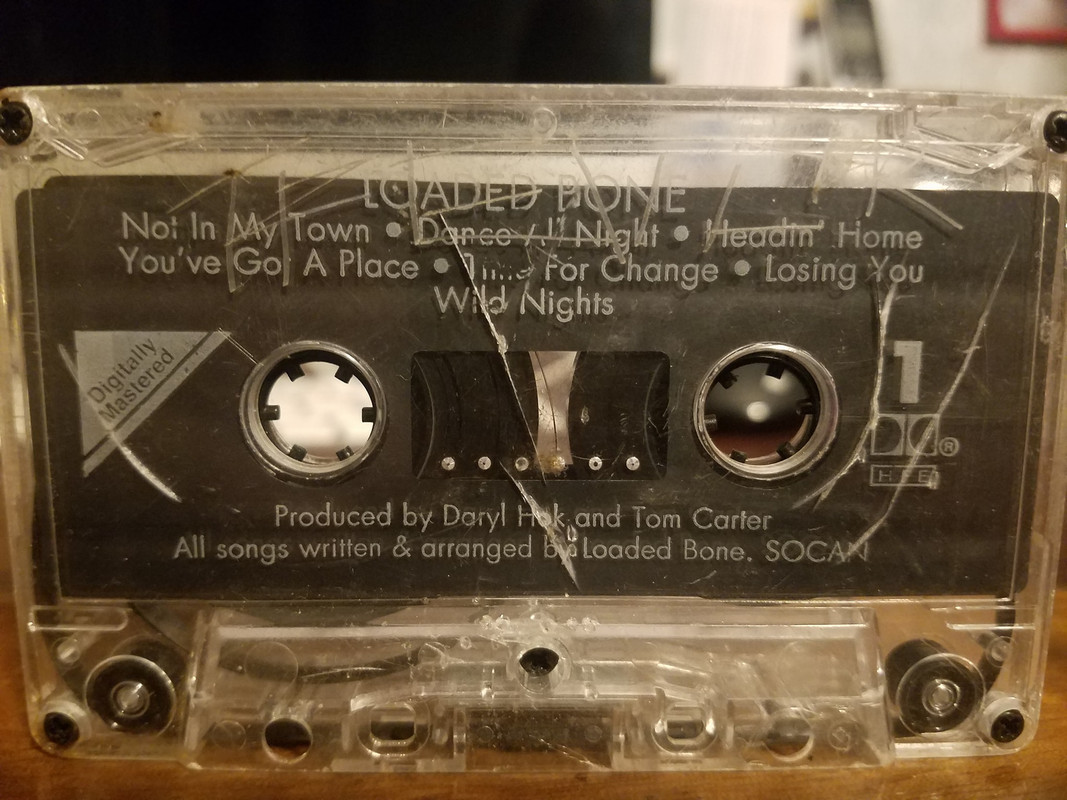 LOADED BONE
Not In My Town • Dance All Night • Headin' Home
You've Got A Place • Time For Change • Losing You
Wild Nights
Digitally
Mastered
1
®
Produced by Daryl and Tom Carter
All songs written & arranged by Loaded Bone. SOCAN